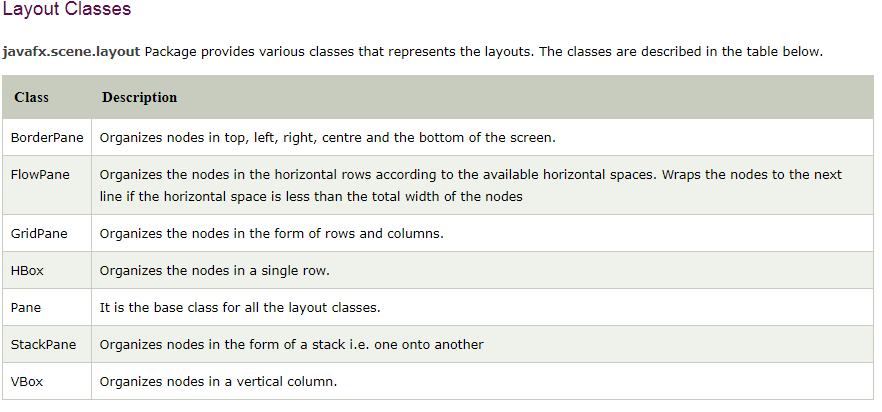 Layout Classes
javafx.scene.layout Package provides various classes that represents the layouts. The classes are described in the table below.
Class Description
BorderPane Organizes nodes in top, left, right, centre and the bottom of the screen.
FlowPane Organizes the nodes in the horizontal rows according to the available horizontal spaces. Wraps the nodes to the next
line if the horizontal space is less than the total width of the nodes
GridPane Organizes the nodes in the form of rows and columns.
HBox Organizes the nodes in a single row.
Pane It is the base class for all the layout classes.
StackPane Organizes nodes in the form of a stack i.e. one onto another
VBox Organizes nodes in a vertical column.